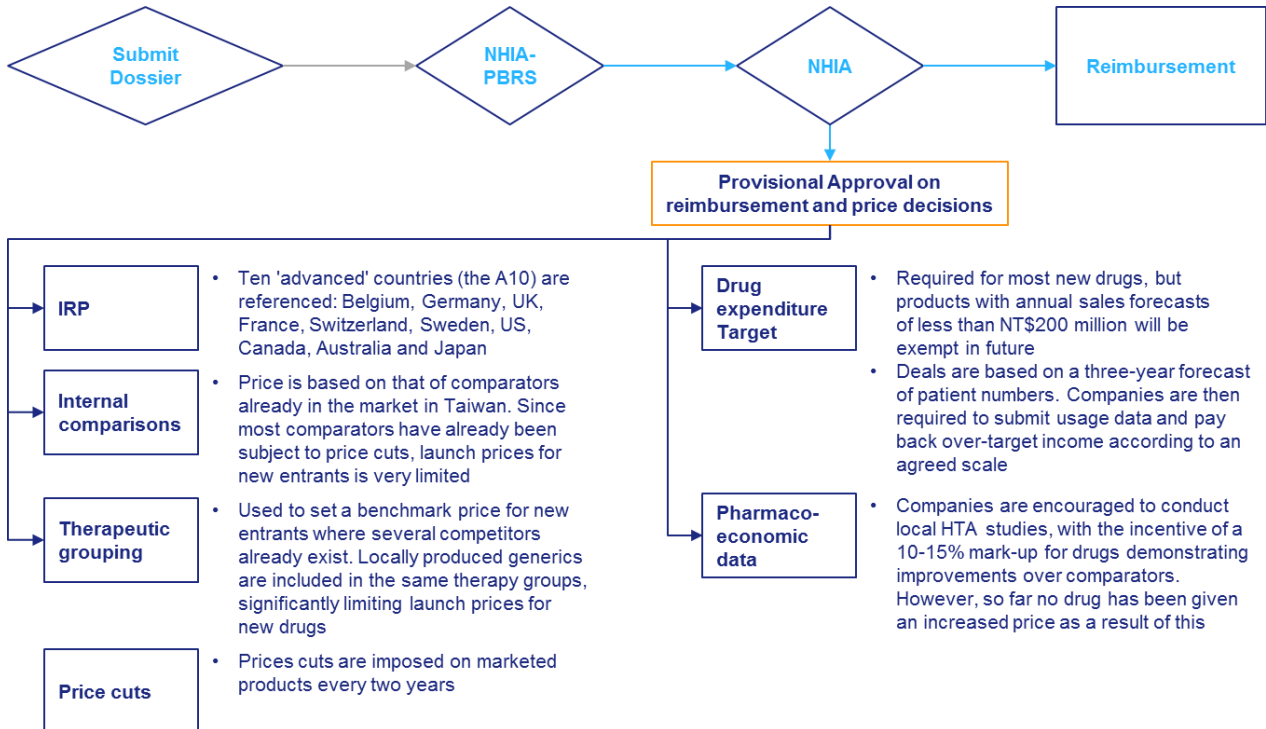 Submit
Dossier
NHIA-
PBRS
NHIA
Reimbursement
Provisional Approval on
reimbursement and price decisions
IRP
• Ten 'advanced' countries (the A10) are
referenced: Belgium, Germany, UK,
France, Switzerland, Sweden, US,
Canada, Australia and Japan
Internal
comparisons
• Price is based on that of comparators
already in the market in Taiwan. Since
most comparators have already been
subject to price cuts, launch prices for
new entrants is very limited
Therapeutic
grouping
• Used to set a benchmark price for new
entrants where several competitors
already exist. Locally produced generics
are included in the same therapy groups,
significantly limiting launch prices for
new drugs
Price cuts
• Prices cuts are imposed on marketed
products every two years
Drug
expenditure
Target
• Required for most new drugs, but
products with annual sales forecasts
of less than NT$200 million will be
exempt in future
• Deals are based on a three-year forecast
of patient numbers. Companies are then
required to submit usage data and pay
back over-target income according to an
agreed scale
Pharmaco-
economic
data
• Companies are encouraged to conduct
local HTA studies, with the incentive of a
10-15% mark-up for drugs demonstrating
improvements over comparators.
However, so far no drug has been given
an increased price as a result of this